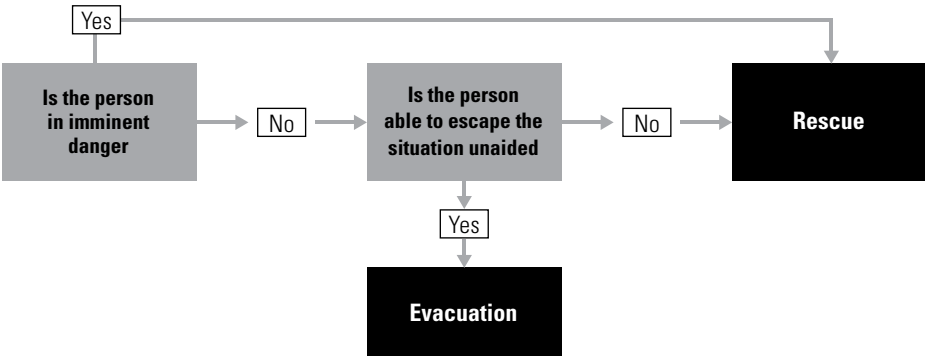 Yes
Is the person
in imminent
danger
No
Is the person
able to escape the
situation unaided
No
Rescue
Yes
Evacuation